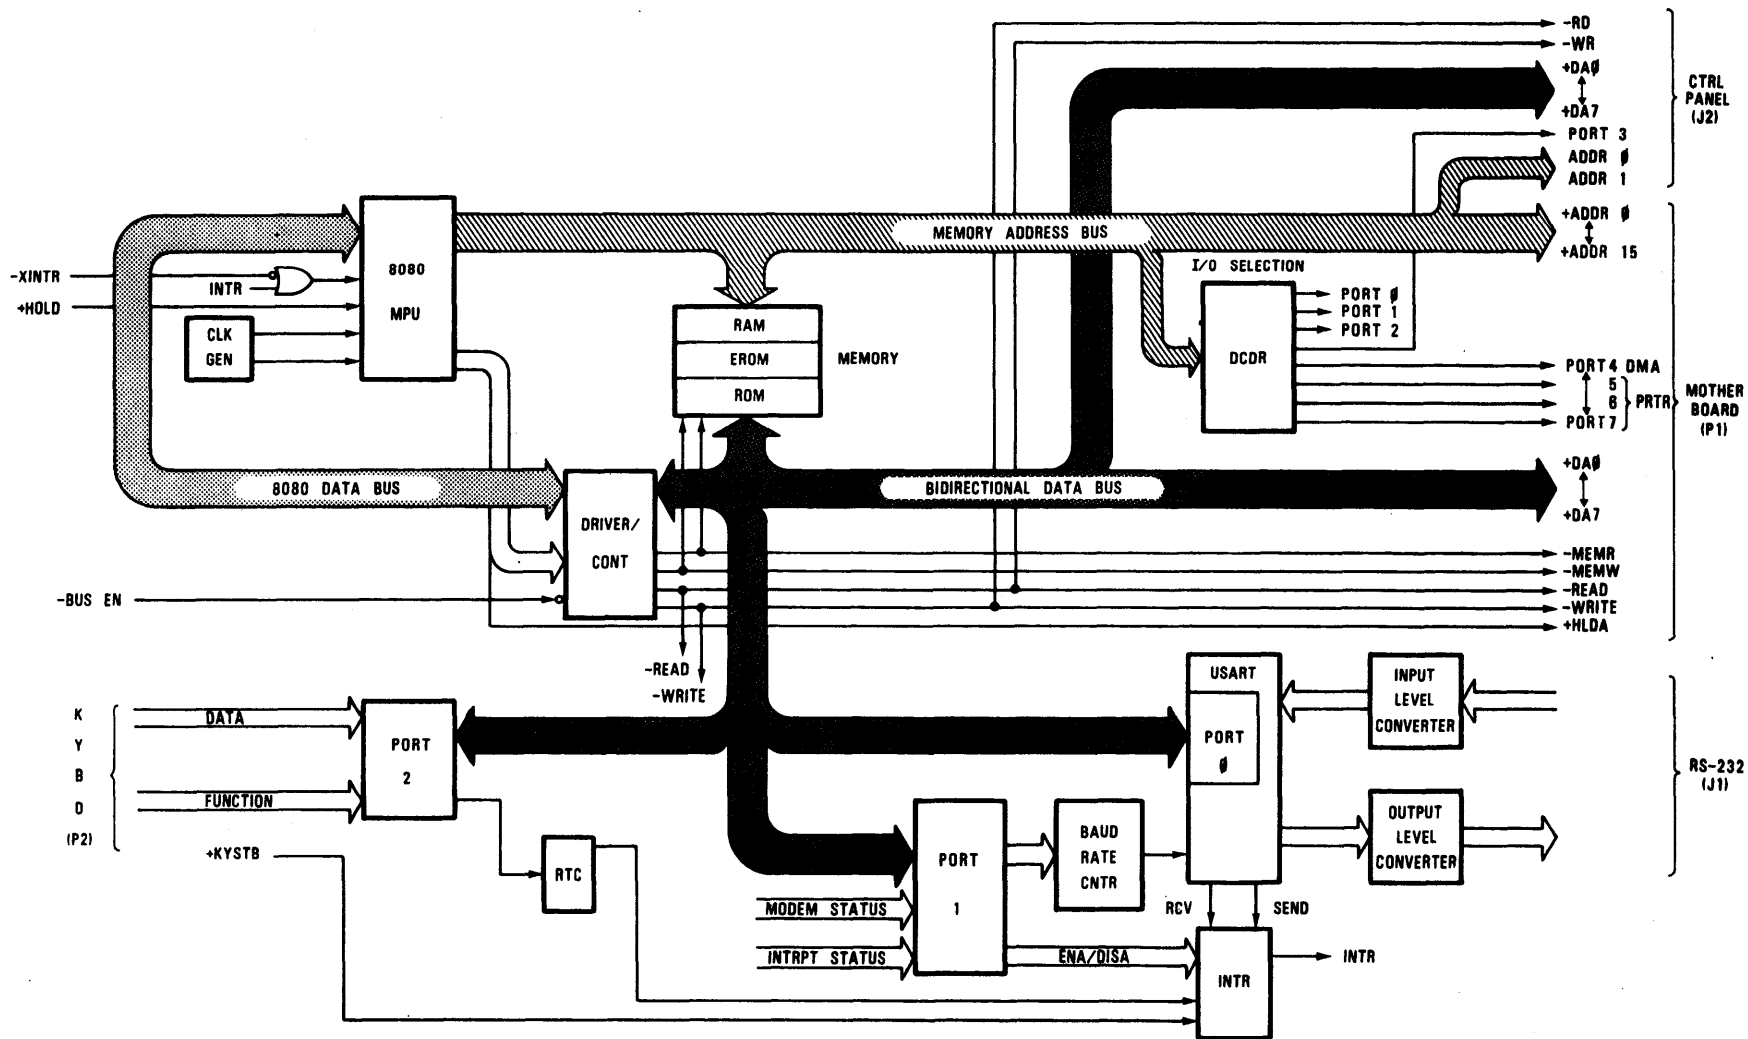 -RD
-WR
+DAØ
+DA7
PORT 3
ADDR Ø
ADDR 1
CTRL
PANEL
(J2)
+ADDR Ø
+ADDR 15
MEMORY ADDRESS BUS
I/O SELECTION
-XINTR
INTR
+HOLD
CLK
GEN
8080
MPU
RAM
EROM
ROM
MEMORY
DCDR
PORT Ø
PORT 1
PORT 2
PORT 4 DMA
5
6
PORT 7
PRTR
MOTHER
BOARD
(P1)
8080 DATA BUS
BIDIRECTIONAL DATA BUS
+DAØ
+DA7
DRIVER/
CONT
-BUS EN
-MEMR
-MEMW
-READ
-WRITE
+HLDA
-READ
-WRITE
K
Y
B
D
(P2)
DATA
FUNCTION
PORT
2
+KYSTB
RTC
USART
PORT
Ø
INPUT
LEVEL
CONVERTER
OUTPUT
LEVEL
CONVERTER
RS-232
(J1)
PORT
1
BAUD
RATE
CNTR
MODEM STATUS
INTRPT STATUS
ENA/DISA
RCV
SEND
INTR
INTR